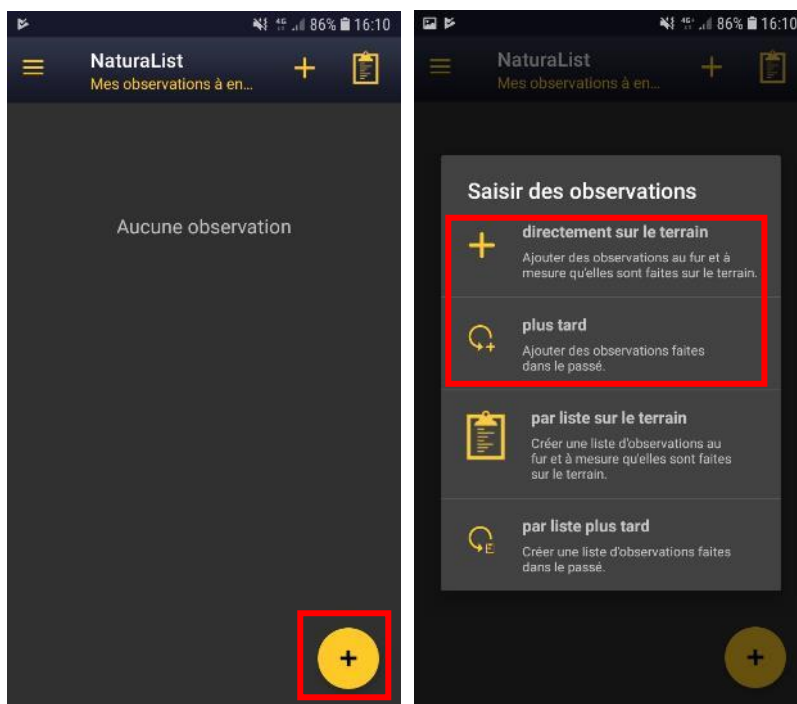 86% 16:10
NaturaList
Mes observations à en...
Aucune observation
86% 16:10
NaturaList
Mes observations à en...
Saisir des observations
directement sur le terrain
Ajouter des observations au fur et à
mesure qu'elles sont faites sur le terrain.
plus tard
Ajouter des observations faites
dans le passé.
par liste sur le terrain
Créer une liste d'observations au
fur et à mesure qu'elles sont faites
sur le terrain.
par liste plus tard
Créer une liste d'observations faites
dans le passé.